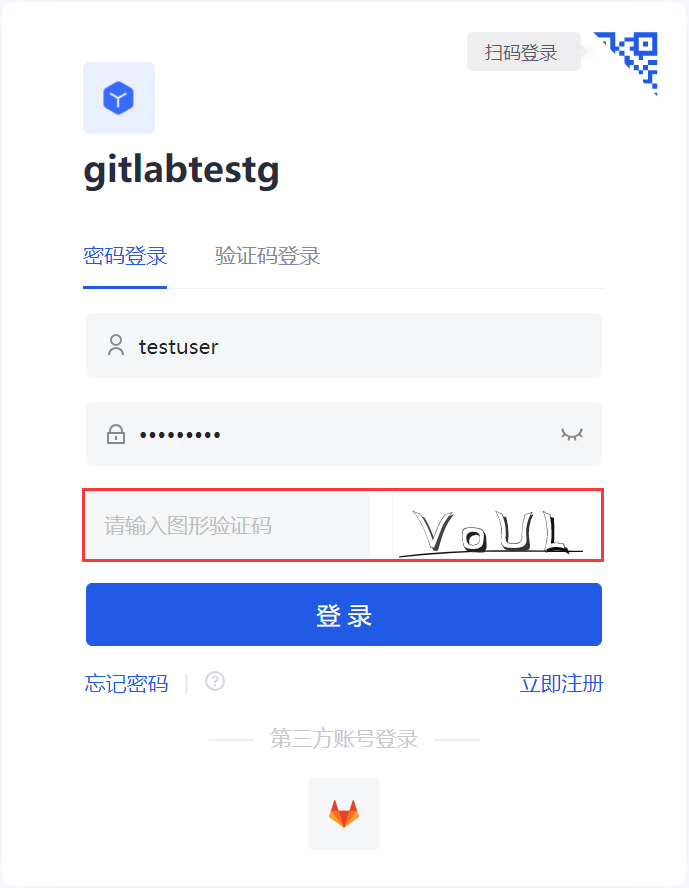 扫码登录
gitlabtestg
密码登录 验证码登录
testuser
•••••••••
请输入图形验证码 VoUL
登录
忘记密码 | ? 立即注册
第三方账号登录